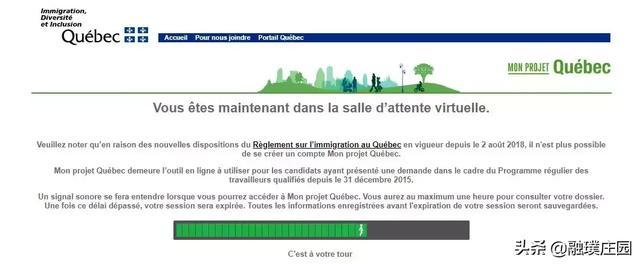 Immigration,
Diversité
et Inclusion
Québec
Accueil Pour nous joindre Portail Québec
MON PROJET Québec
Vous êtes maintenant dans la salle d'attente virtuelle.
Veuillez noter qu'en raison des nouvelles dispositions du Règlement sur l'immigration au Québec en vigueur depuis le 2 août 2018, il n'est plus possible
de se créer un compte Mon projet Québec.
Mon projet Québec demeure l'outil en ligne à utiliser pour les candidats ayant présenté une demande dans le cadre du Programme régulier des
travailleurs qualifiés depuis le 31 décembre 2015.
Un signal sonore se fera entendre lorsque vous pourrez accéder à Mon projet Québec. Vous aurez au maximum une heure pour consulter votre dossier.
Une fois ce délai dépassé, votre session sera expirée. Toutes les informations enregistrées avant l'expiration de votre session seront sauvegardées.
C'est à votre tour
头条 @融璞庄园